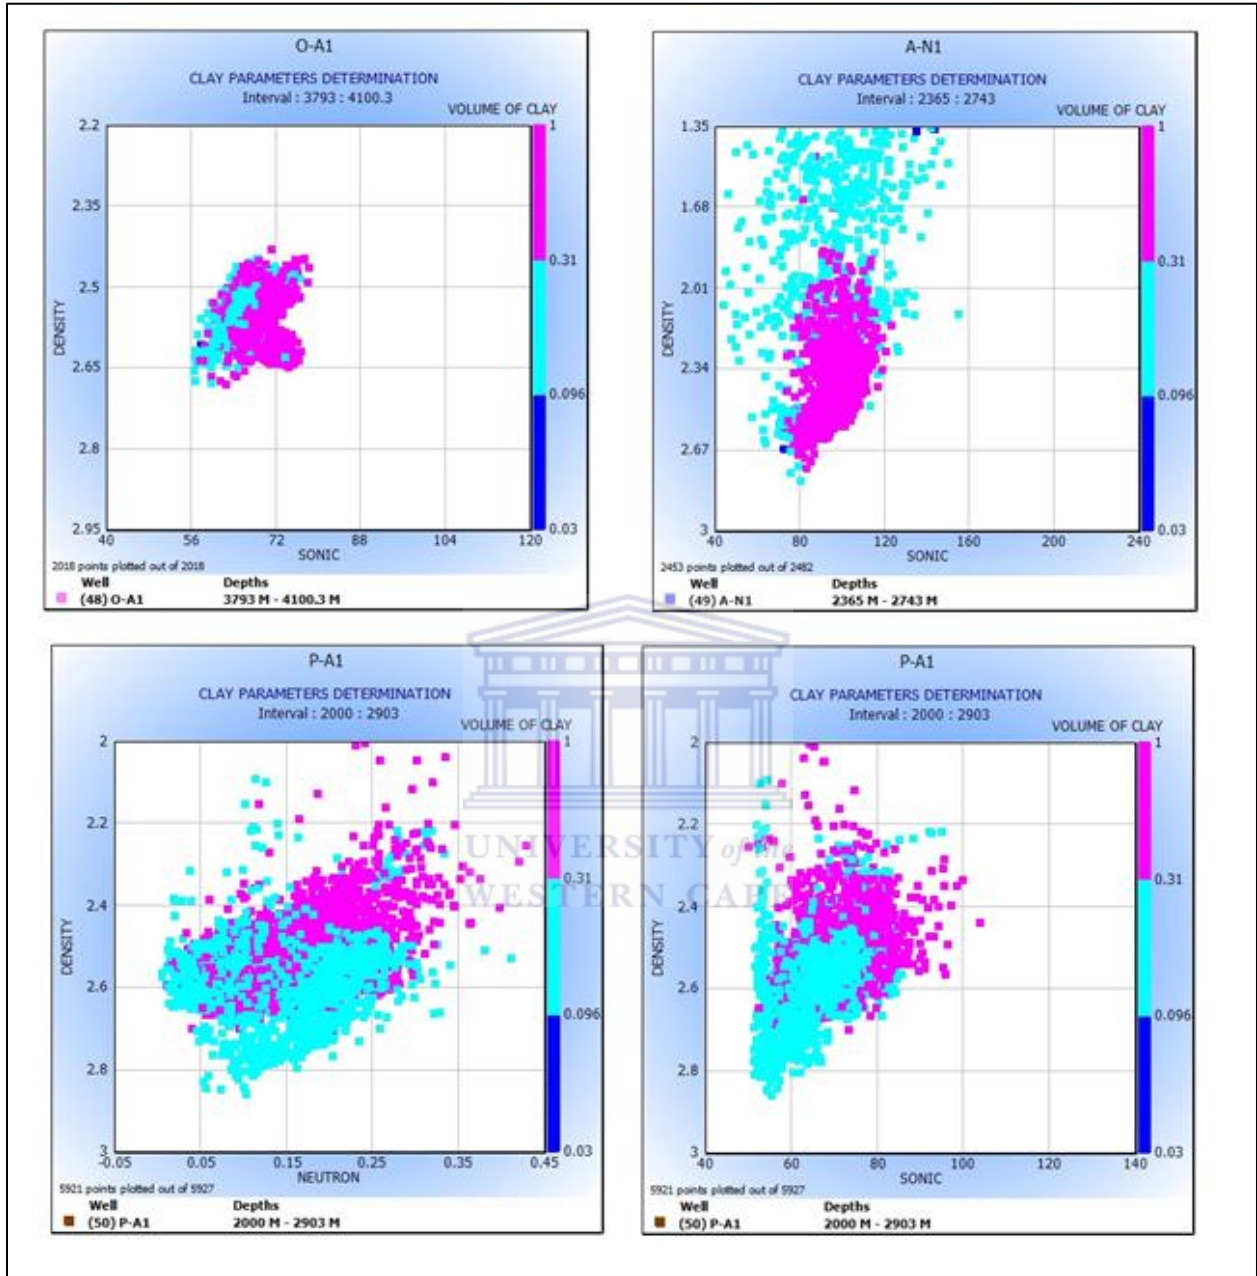 O-A1
CLAY PARAMETERS DETERMINATION
Interval : 3793 : 4100.3
VOLUME OF CLAY
2.2
2.35
2.5
2.65
2.8
2.95
DENSITY
40 56 72 88 104 120
SONIC
1
0.31
0.096
0.03
2018 points plotted out of 2018
Well Depths
(48) O-A1 3793 M - 4100.3 M
A-N1
CLAY PARAMETERS DETERMINATION
Interval : 2365 : 2743
VOLUME OF CLAY
1.35
1.68
2.01
2.34
2.67
3
DENSITY
40 80 120 160 200 240
SONIC
1
0.31
0.096
0.03
2453 points plotted out of 2482
Well Depths
(49) A-N1 2365 M - 2743 M
P-A1
CLAY PARAMETERS DETERMINATION
Interval : 2000 : 2903
VOLUME OF CLAY
2
2.2
2.4
2.6
2.8
3
DENSITY
-0.05 0.05 0.15 0.25 0.35 0.45
NEUTRON
1
0.31
0.096
0.03
5921 points plotted out of 5927
Well Depths
(50) P-A1 2000 M - 2903 M
P-A1
CLAY PARAMETERS DETERMINATION
Interval : 2000 : 2903
VOLUME OF CLAY
2
2.2
2.4
2.6
2.8
3
DENSITY
40 60 80 100 120 140
SONIC
1
0.31
0.096
0.03
5921 points plotted out of 5927
Well Depths
(50) P-A1 2000 M - 2903 M
UNIVERSITY of the
WESTERN CAPE